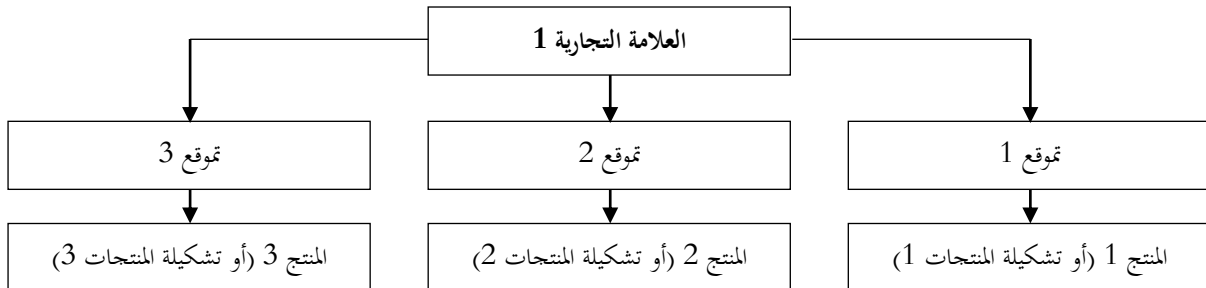 العلامة التجارية 1
تموقع 1
تموقع 2
تموقع 3
المنتج 1 (أو تشكيلة المنتجات 1)
المنتج 2 (أو تشكيلة المنتجات 2)
المنتج 3 (أو تشكيلة المنتجات 3)